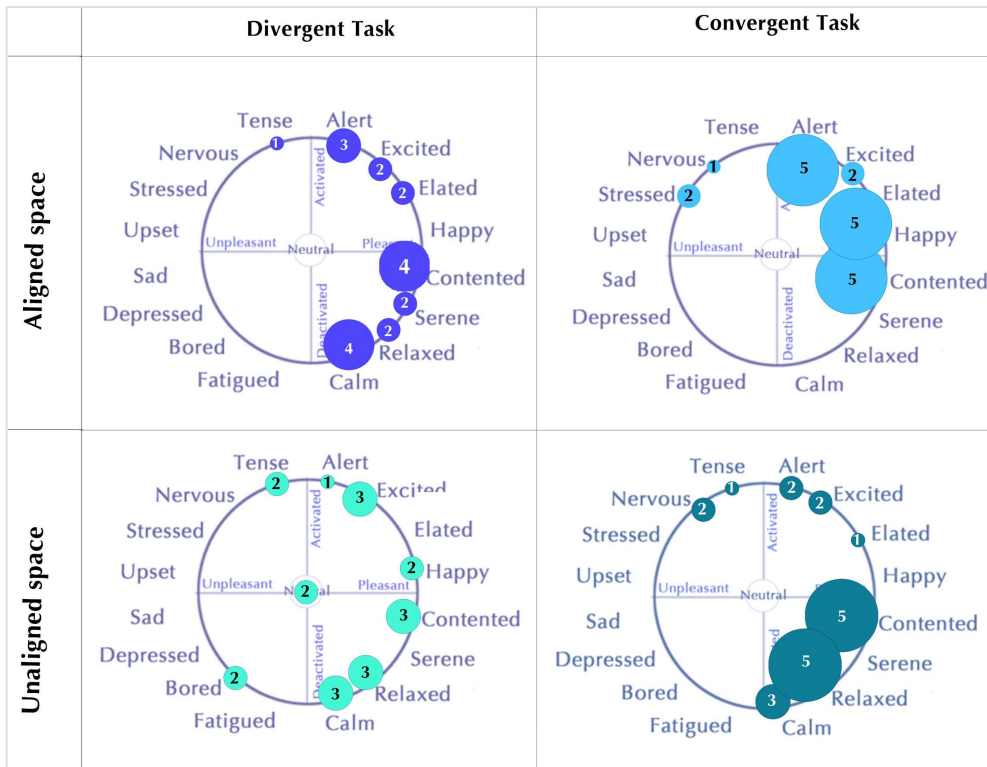 Divergent Task
Convergent Task
Aligned space
Tense
Alert
Nervous
Excited
Stressed
Elated
Upset
Happy
Sad
Contented
Depressed
Serene
Bored
Relaxed
Fatigued
Calm
Activated
Unpleasant
Neutral
Deactivated
1
3
2
2
4
2
2
4
Tense
Alert
Nervous
Excited
Stressed
Elated
Upset
Happy
Sad
Contented
Depressed
Serene
Bored
Relaxed
Fatigued
Calm
Unpleasant
Neutral
Deactivated
1
2
5
2
5
5
Unaligned space
Tense
Alert
Nervous
Excited
Stressed
Elated
Upset
Happy
Sad
Contented
Depressed
Serene
Bored
Relaxed
Fatigued
Calm
Activated
Unpleasant
Pleasant
Deactivated
2
1
3
2
2
3
2
3
3
Tense
Alert
Nervous
Excited
Stressed
Elated
Upset
Happy
Sad
Contented
Depressed
Serene
Bored
Relaxed
Fatigued
Calm
Activated
Unpleasant
Neutral
1
2
2
2
1
5
5
3